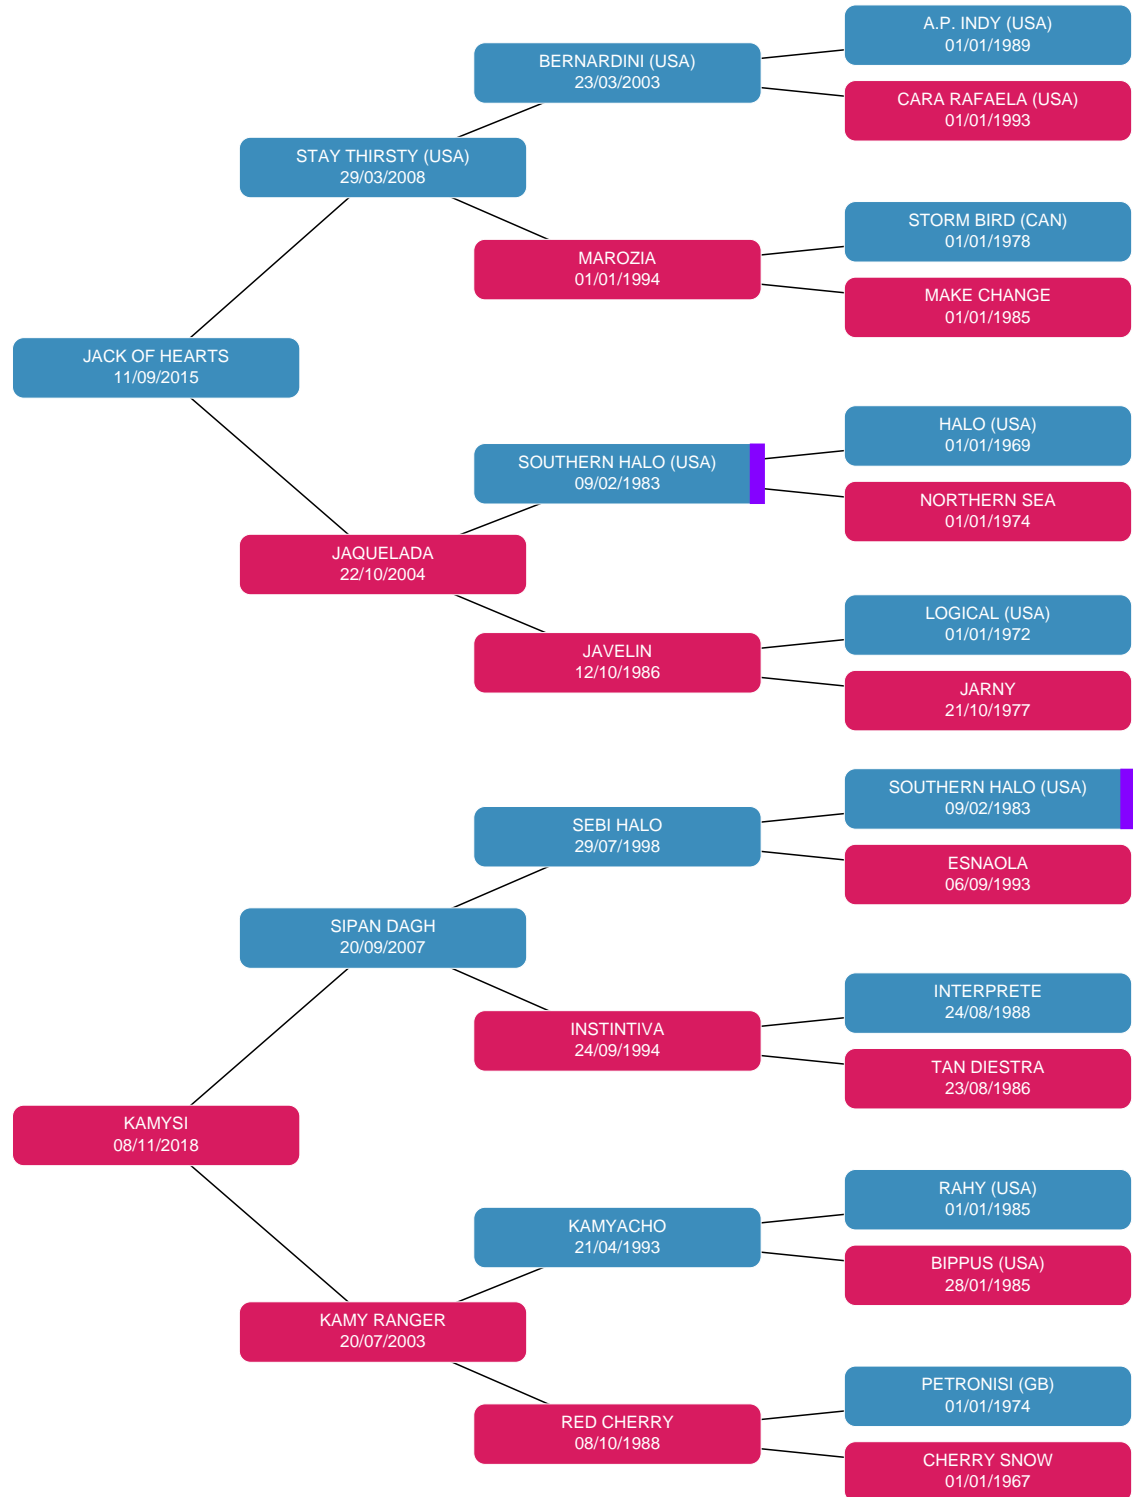 A.P. INDY (USA)
01/01/1989
BERNARDINI (USA)
23/03/2003
CARA RAFAELA (USA)
01/01/1993
STAY THIRSTY (USA)
29/03/2008
STORM BIRD (CAN)
01/01/1978
MAROZIA
01/01/1994
MAKE CHANGE
01/01/1985
JACK OF HEARTS
11/09/2015
HALO (USA)
01/01/1969
SOUTHERN HALO (USA)
09/02/1983
NORTHERN SEA
01/01/1974
JAQUELADA
22/10/2004
LOGICAL (USA)
01/01/1972
JAVELIN
12/10/1986
JARNY
21/10/1977
SOUTHERN HALO (USA)
09/02/1983
SEBI HALO
29/07/1998
ESNAOLA
06/09/1993
SIPAN DAGH
20/09/2007
INTERPRETE
24/08/1988
INSTINTIVA
24/09/1994
TAN DIESTRA
23/08/1986
KAMYSI
08/11/2018
RAHY (USA)
01/01/1985
KAMYACHO
21/04/1993
BIPPUS (USA)
28/01/1985
KAMY RANGER
20/07/2003
PETRONISI (GB)
01/01/1974
RED CHERRY
08/10/1988
CHERRY SNOW
01/01/1967